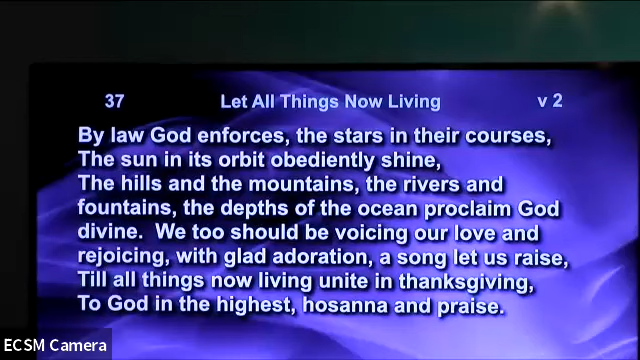 37 Let All Things Now Living v 2
By law God enforces, the stars in their courses,
The sun in its orbit obediently shine,
The hills and the mountains, the rivers and
fountains, the depths of the ocean proclaim God
divine. We too should be voicing our love and
rejoicing, with glad adoration, a song let us raise,
Till all things now living unite in thanksgiving,
To God in the highest, hosanna and praise.
ECSM Camera